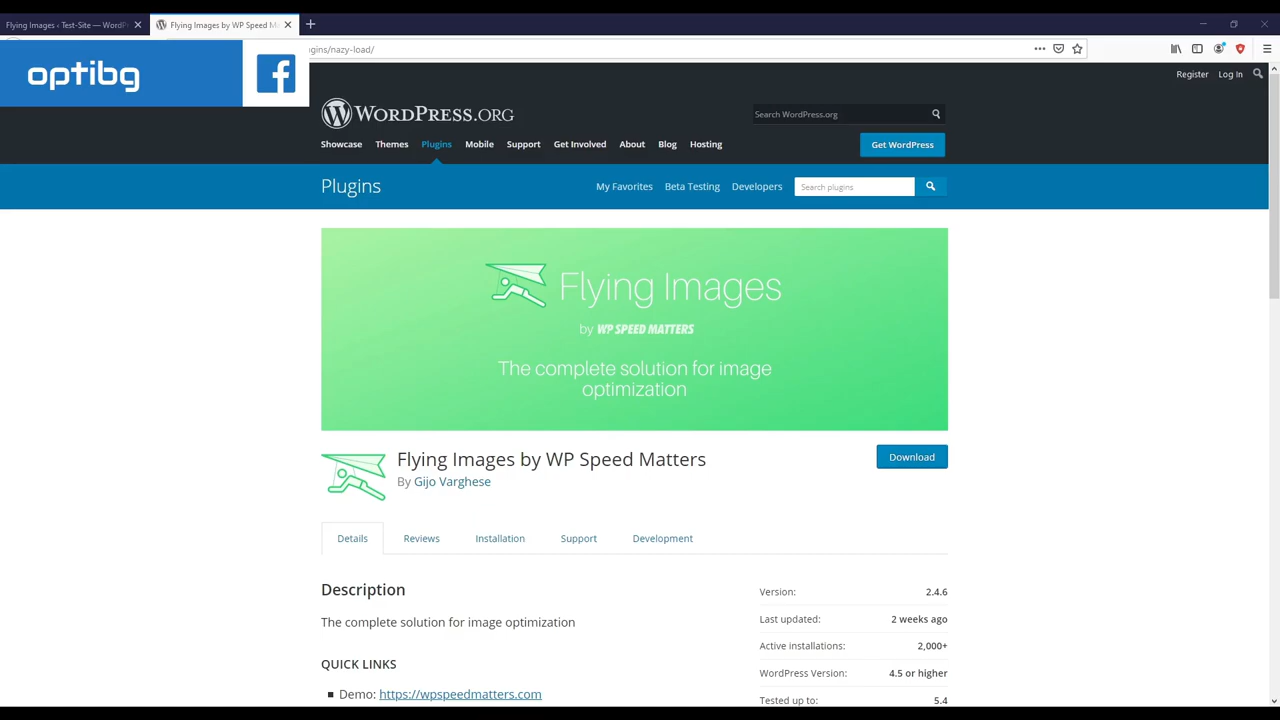 Flying Images ‹ Test-Site — WordPr
Flying Images by WP Speed M
gins/nazy-load/
optibg
Register
Log In
WORDPRESS.ORG
Search WordPress.org
Showcase
Themes
Plugins
Mobile
Support
Get Involved
About
Blog
Hosting
Get WordPress
Plugins
My Favorites
Beta Testing
Developers
Search plugins
Flying Images
by WP SPEED MATTERS
The complete solution for image
optimization
Flying Images by WP Speed Matters
By Gijo Varghese
Download
Details
Reviews
Installation
Support
Development
Description
The complete solution for image optimization
QUICK LINKS
Demo: https://wpspeedmatters.com
Version: 2.4.6
Last updated: 2 weeks ago
Active installations: 2,000+
WordPress Version: 4.5 or higher
Tested up to: 5.4